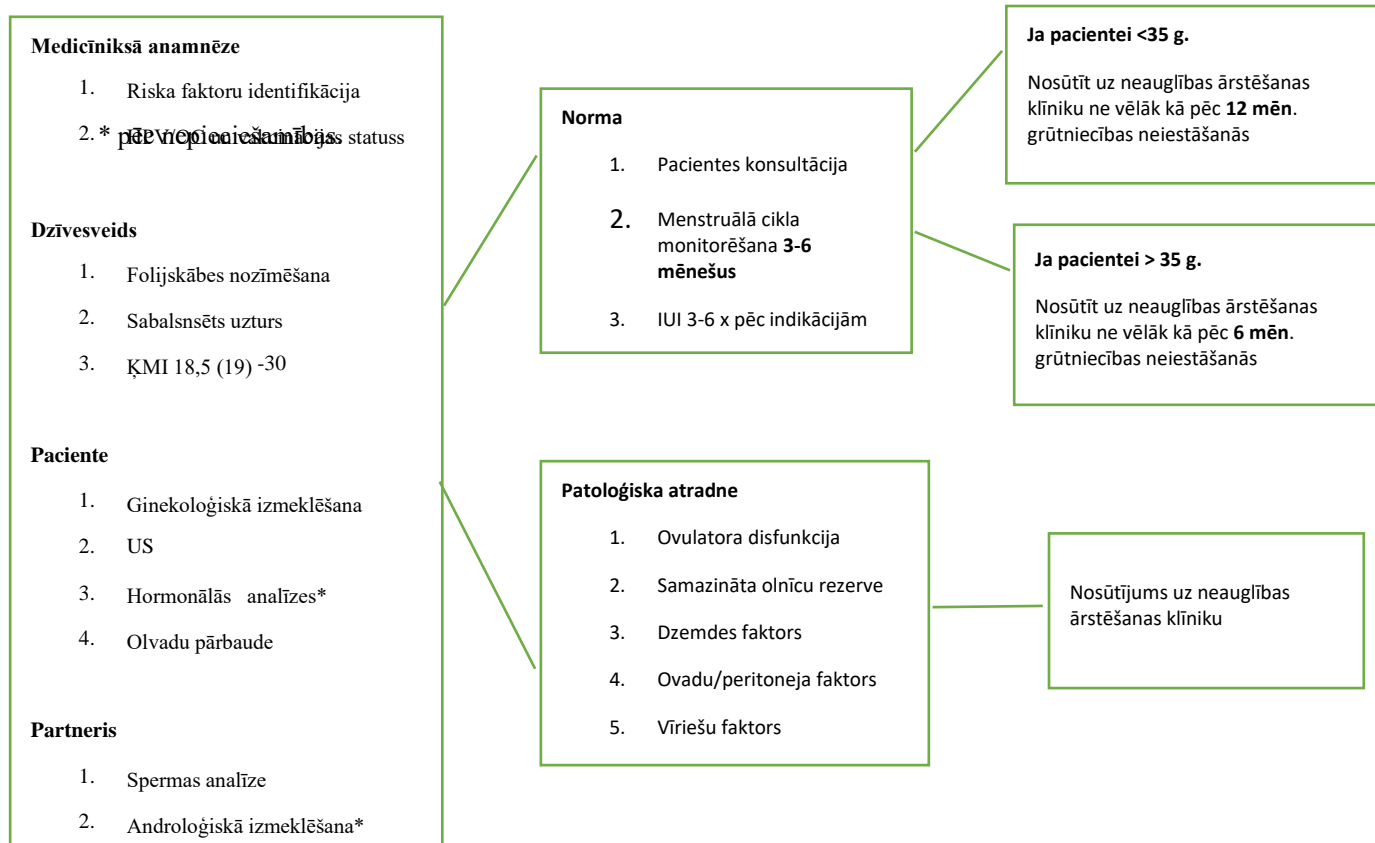 Medicīniksā anamnēze
1. Riska faktoru identifikācija
2. statuss
* pēc nepieciešamības.
Dzīvesveids
1. Folijskābes nozīmēšana
2. Sabalsnsēts uzturs
3. ĶMI 18,5 (19) -30
Paciente
1. Ginekoloģiskā izmeklēšana
2. US
3. Hormonālās analīzes*
4. Olvadu pārbaude
Partneris
1. Spermas analīze
2. Androloģiskā izmeklēšana*
Norma
1. Pacientes konsultācija
2. Menstruālā cikla
monitorēšana 3-6
mēnešus
3. IUI 3-6 x pēc indikācijām
Patoloģiska atradne
1. Ovulatora disfunkcija
2. Samazināta olnīcu rezerve
3. Dzemdes faktors
4. Ovadu/peritoneja faktors
5. Vīriešu faktors
Ja pacientei <35 g.
Nosūtīt uz neauglības ārstēšanas
klīniku ne vēlāk kā pēc 12 mēn.
grūtniecības neiestāšanās
Ja pacientei > 35 g.
Nosūtīt uz neauglības ārstēšanas
klīniku ne vēlāk kā pēc 6 mēn.
grūtniecības neiestāšanās
Nosūtījums uz neauglības
ārstēšanas klīniku